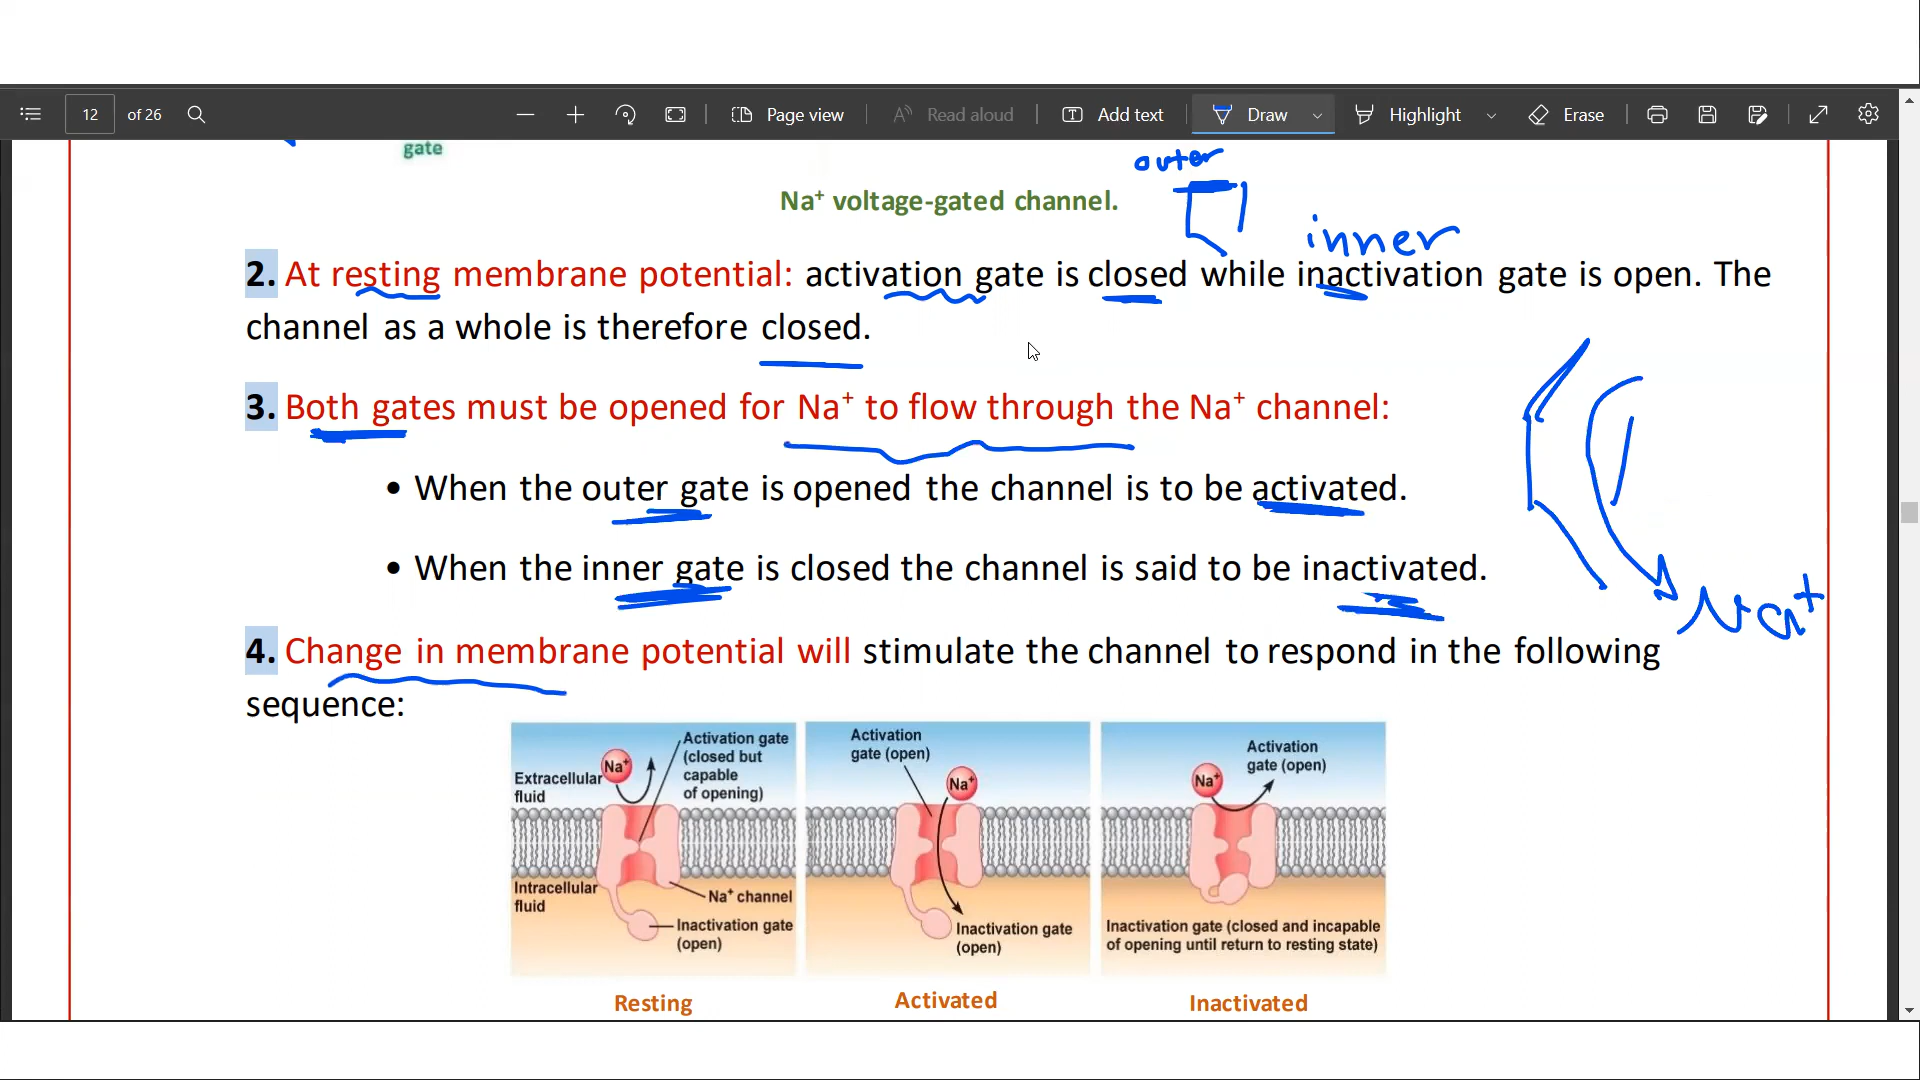 12 of 26 Page view Read aloud Add text Draw Highlight Erase
gate
outer
Na⁺ voltage-gated channel.
inner
2. At resting membrane potential: activation gate is closed while inactivation gate is open. The
channel as a whole is therefore closed.
3. Both gates must be opened for Na⁺ to flow through the Na⁺ channel:
• When the outer gate is opened the channel is to be activated.
• When the inner gate is closed the channel is said to be inactivated.
Na⁺
4. Change in membrane potential will stimulate the channel to respond in the following
sequence:
Activation gate
(closed but
capable
of opening)
Na⁺
Extracellular
fluid
Intracellular
fluid
Na⁺ channel
Inactivation gate
(open)
Activation
gate (open)
Na⁺
Inactivation gate
(open)
Activation
gate (open)
Na⁺
Inactivation gate (closed and incapable
of opening until return to resting state)
Resting
Activated
Inactivated